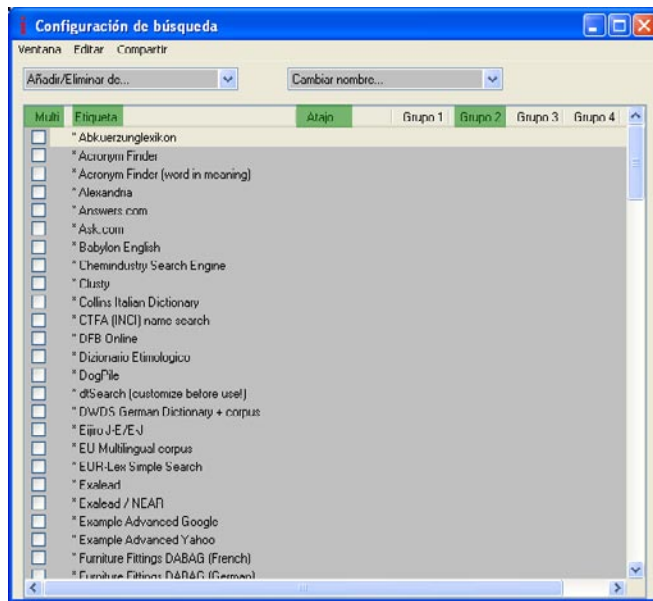 Configuración de búsqueda
Ventana Editar Compartir
Añadir/Eliminar de... Cambiar nombre...
Multi Etiqueta Atajo Grupo 1 Grupo 2 Grupo 3 Grupo 4
* Abkuerzunglexikon
* Acronym Finder
* Acronym Finder (word in meaning)
* Alexandria
* Answers.com
* Ask.com
* Babylon English
* Chemindustry Search Engine
* Clusty
* Collins Italian Dictionary
* CTFA (INCI) name search
* DFB Online
* Dizionario Etimologico
* DogPile
* dtSearch (customize before use!)
* DWDS German Dictionary + corpus
* Eijiro J-E/E-J
* EU Multilingual corpus
* EUR-Lex Simple Search
* Exalead
* Exalead / NEAR
* Example Advanced Google
* Example Advanced Yahoo
* Furniture Fittings DABAG (French)
* Furniture Fittings DABAG (German)